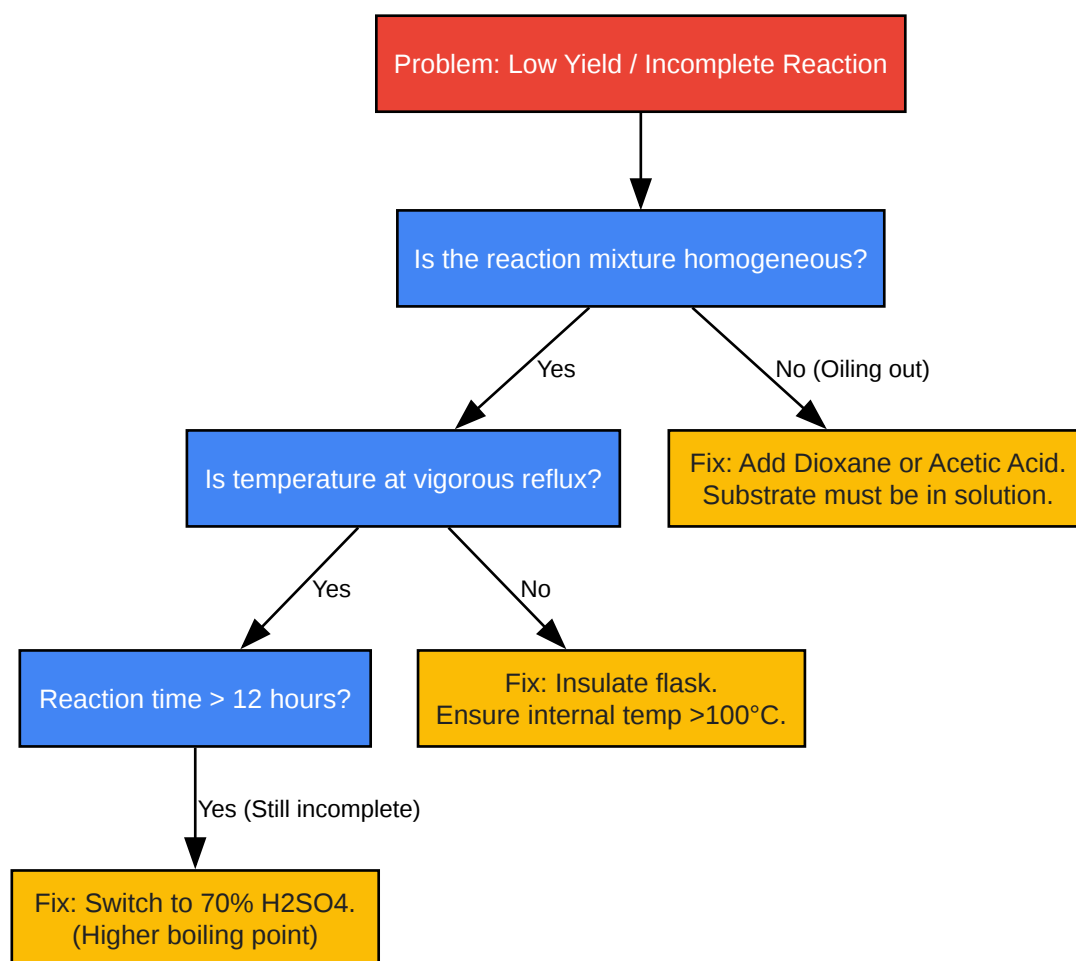 Problem: Low Yield / Incomplete Reaction
Is the reaction mixture homogeneous?
Yes
No (Oiling out)
Is temperature at vigorous reflux?
Fix: Add Dioxane or Acetic Acid.
Substrate must be in solution.
Yes
No
Reaction time > 12 hours?
Fix: Insulate flask.
Ensure internal temp >100°C.
Yes (Still incomplete)
Fix: Switch to 70% H2SO4.
(Higher boiling point)